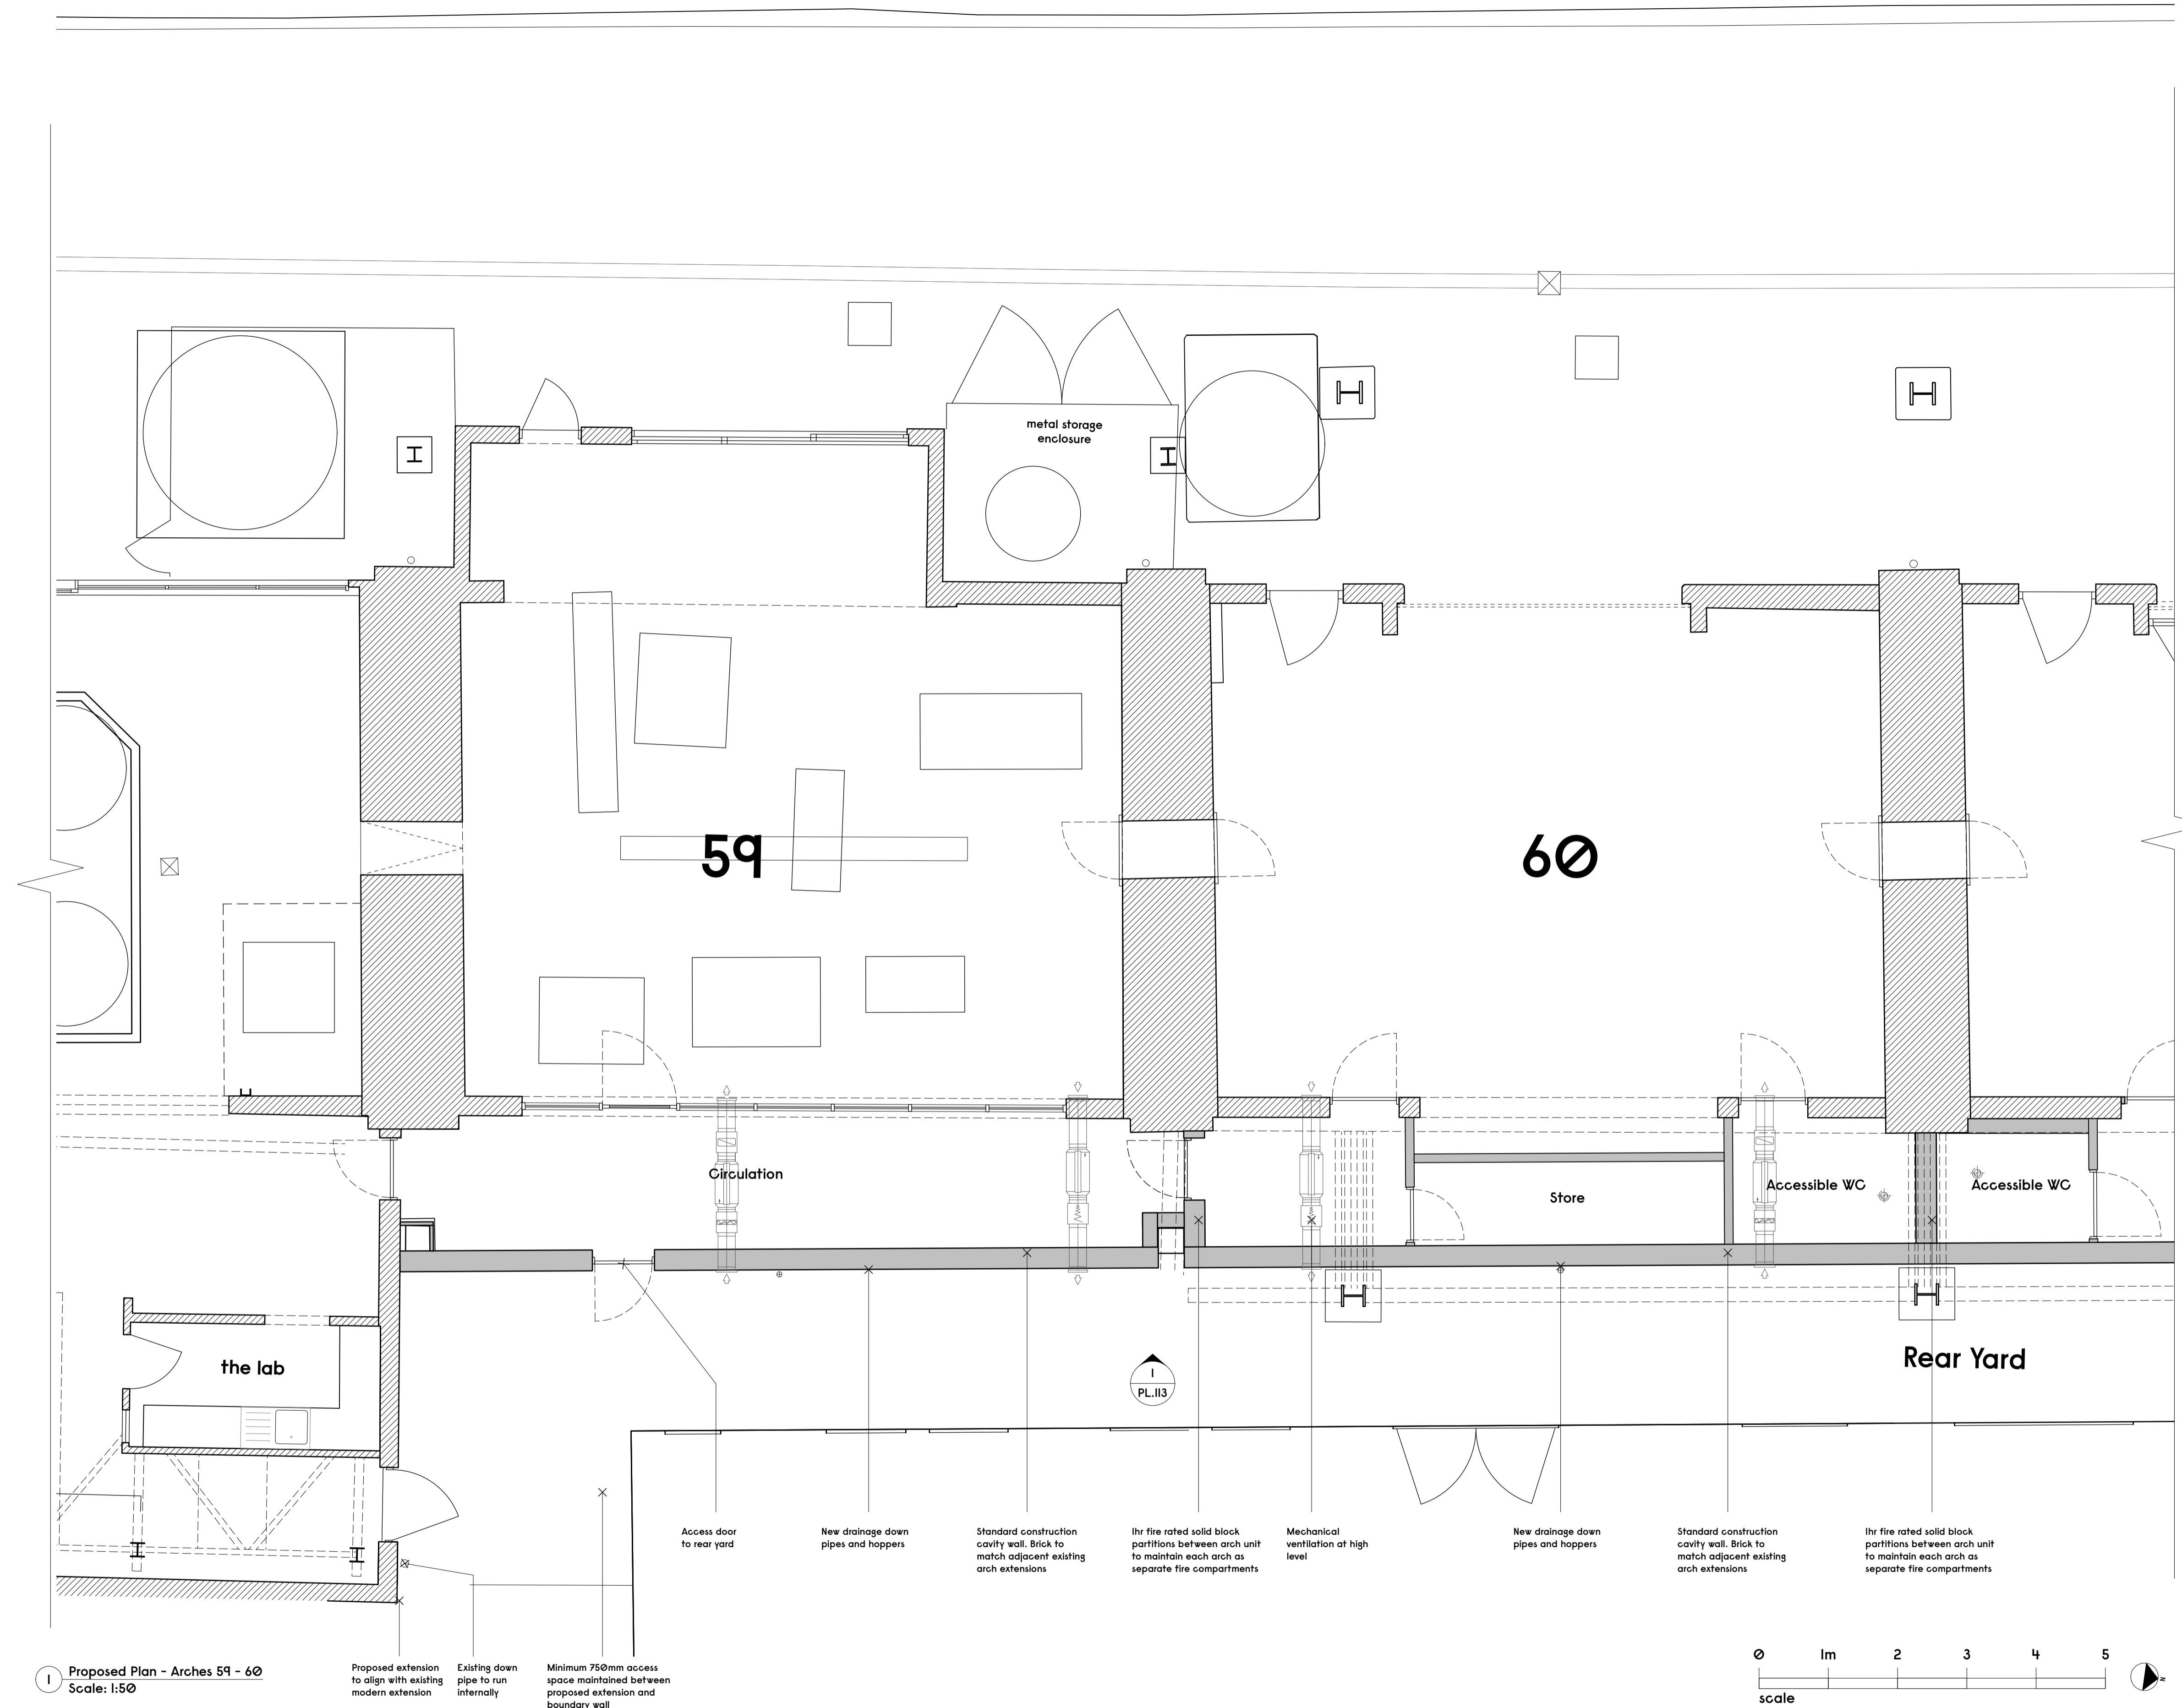 metal storage
enclosure
59
60
Circulation
Store
Accessible WC
Accessible WC
the lab
Rear Yard
1
PL.113
Access door
to rear yard
New drainage down
pipes and hoppers
Standard construction
cavity wall. Brick to
match adjacent existing
arch extensions
1hr fire rated solid block
partitions between arch unit
to maintain each arch as
separate fire compartments
Mechanical
ventilation at high
level
New drainage down
pipes and hoppers
Standard construction
cavity wall. Brick to
match adjacent existing
arch extensions
1hr fire rated solid block
partitions between arch unit
to maintain each arch as
separate fire compartments
Proposed extension
to align with existing
modern extension
Existing down
pipe to run
internally
Minimum 750mm access
space maintained between
proposed extension and
boundary wall
1
Proposed Plan - Arches 59 - 60
Scale: 1:50
0 1m 2 3 4 5
scale
N